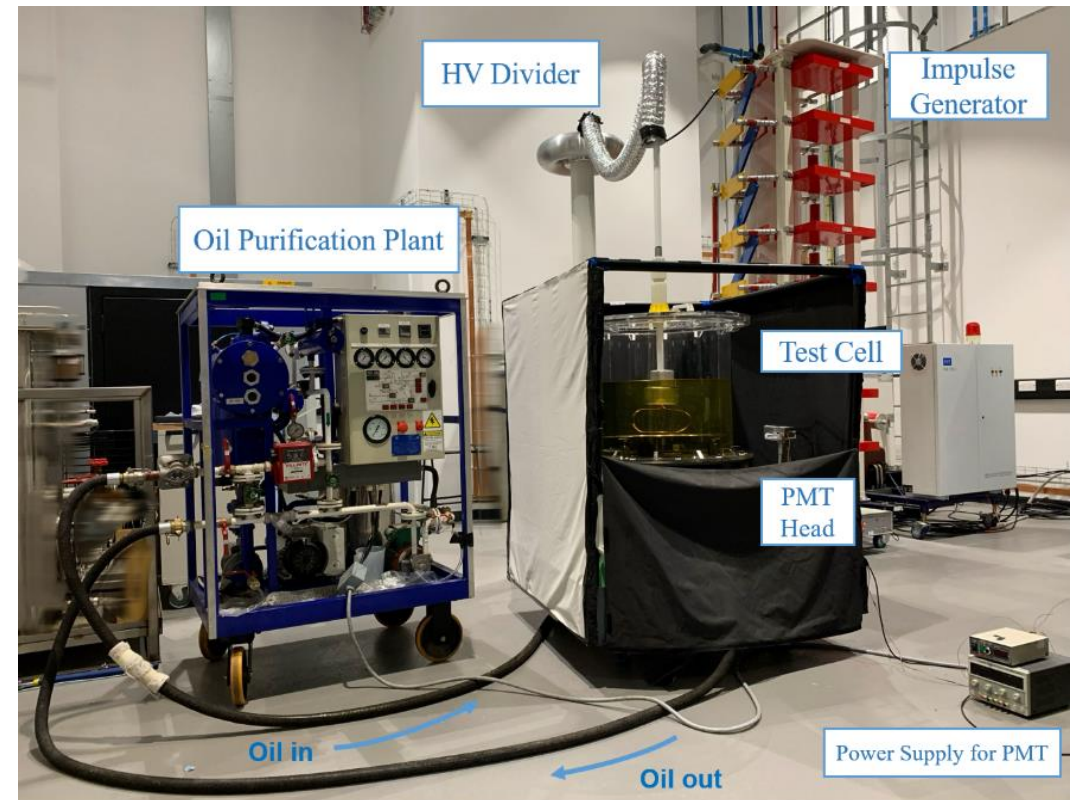 HV Divider
Impulse
Generator
Oil Purification Plant
Test Cell
PMT
Head
Oil in
Oil out
Power Supply for PMT